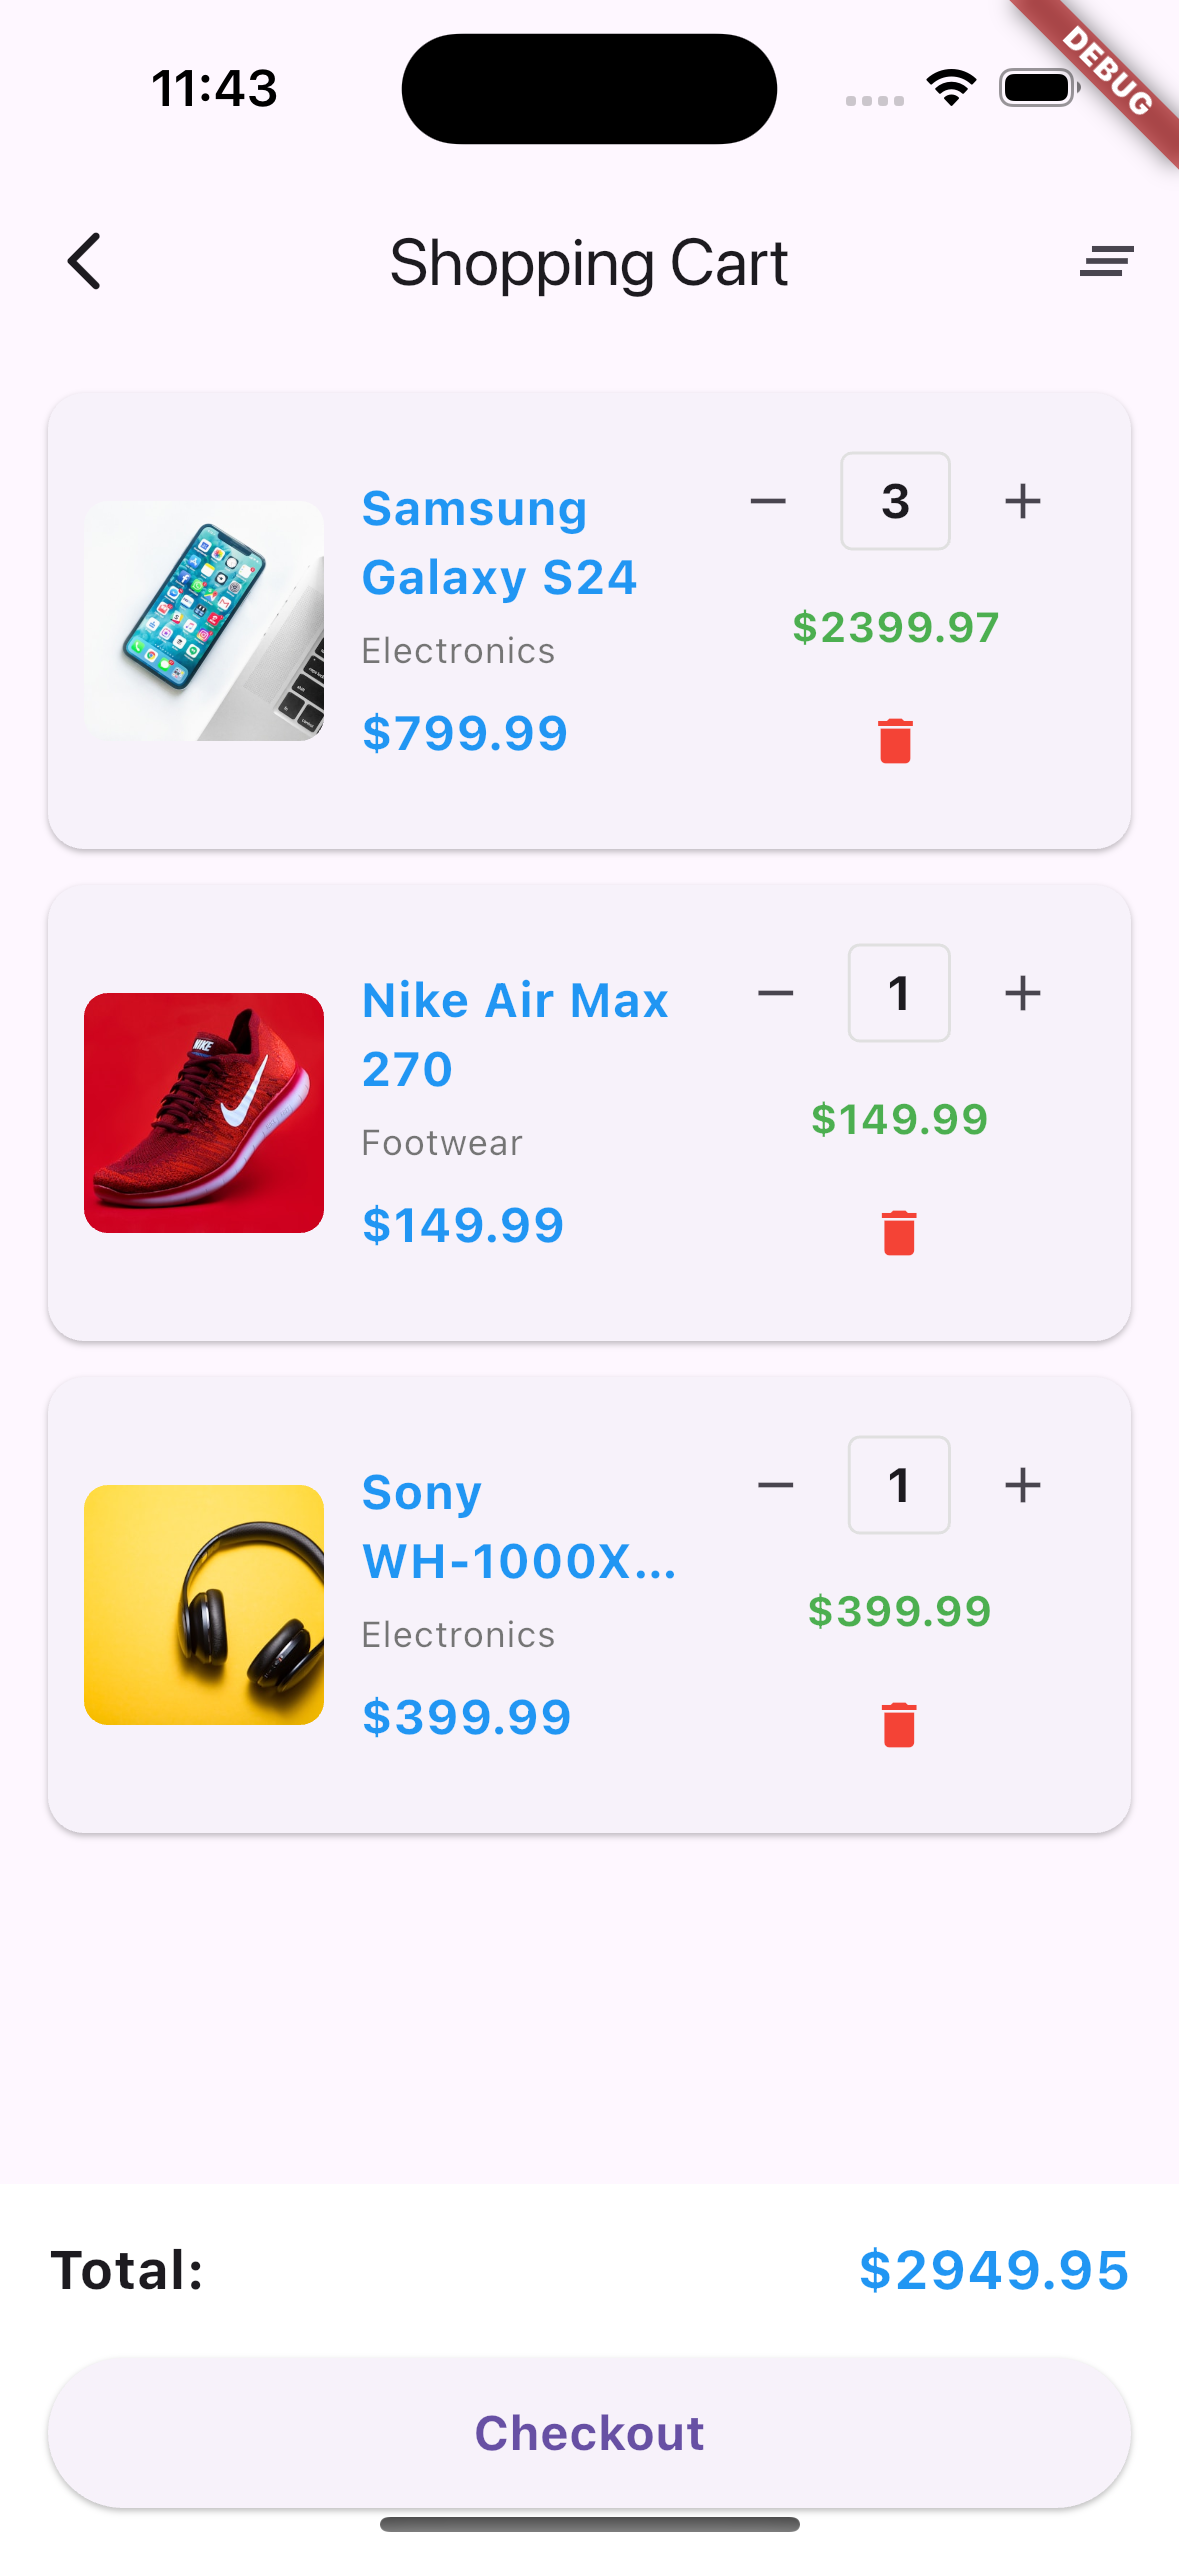 11:43
DEBUG
Shopping Cart
Samsung
Galaxy S24
Electronics
$799.99
3
$2399.97
NIKE
Nike Air Max
270
Footwear
$149.99
1
$149.99
Sony
WH-1000X...
Electronics
$399.99
1
$399.99
Total:
$2949.95
Checkout